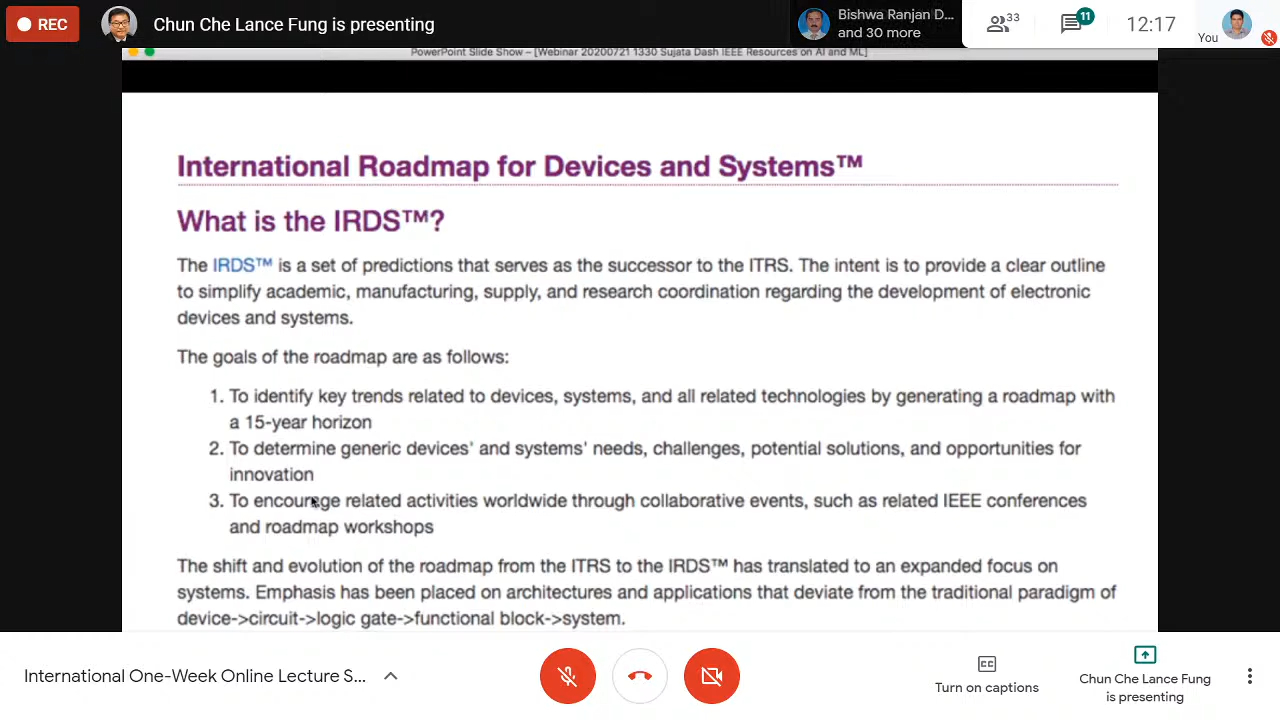 REC
Chun Che Lance Fung is presenting
Bishwa Ranjan D...
and 30 more
33
11
12:17
You
PowerPoint Slide Show - [Webinar 20200721 1330 Sujata Dash IEEE Resources on AI and ML]
International Roadmap for Devices and Systems™
What is the IRDS™?
The IRDS™ is a set of predictions that serves as the successor to the ITRS. The intent is to provide a clear outline
to simplify academic, manufacturing, supply, and research coordination regarding the development of electronic
devices and systems.
The goals of the roadmap are as follows:
1. To identify key trends related to devices, systems, and all related technologies by generating a roadmap with
a 15-year horizon
2. To determine generic devices' and systems' needs, challenges, potential solutions, and opportunities for
innovation
3. To encourage related activities worldwide through collaborative events, such as related IEEE conferences
and roadmap workshops
The shift and evolution of the roadmap from the ITRS to the IRDS™ has translated to an expanded focus on
systems. Emphasis has been placed on architectures and applications that deviate from the traditional paradigm of
device->circuit->logic gate->functional block->system.
International One-Week Online Lecture S...
CC
Turn on captions
Chun Che Lance Fung
is presenting